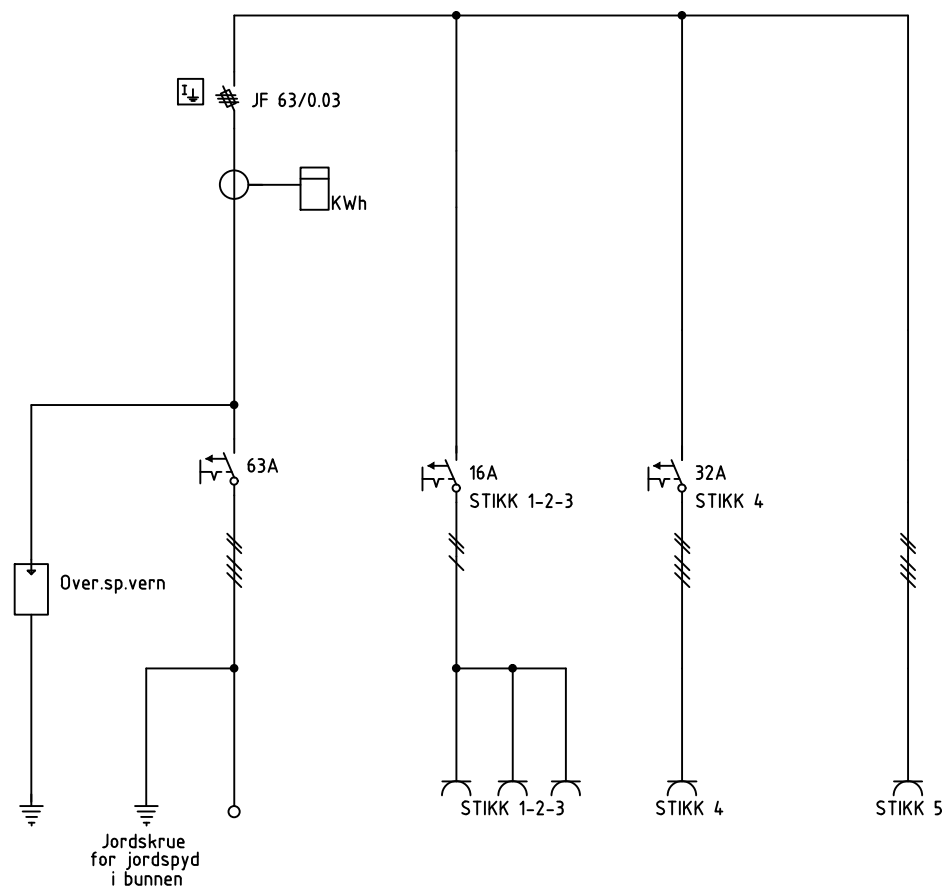 I
JF 63/0.03
KWh
63A
16A
STIKK 1-2-3
32A
STIKK 4
Over.sp.vern
STIKK 1-2-3
STIKK 4
STIKK 5
Jordskrue
for jordspyd
i bunnen